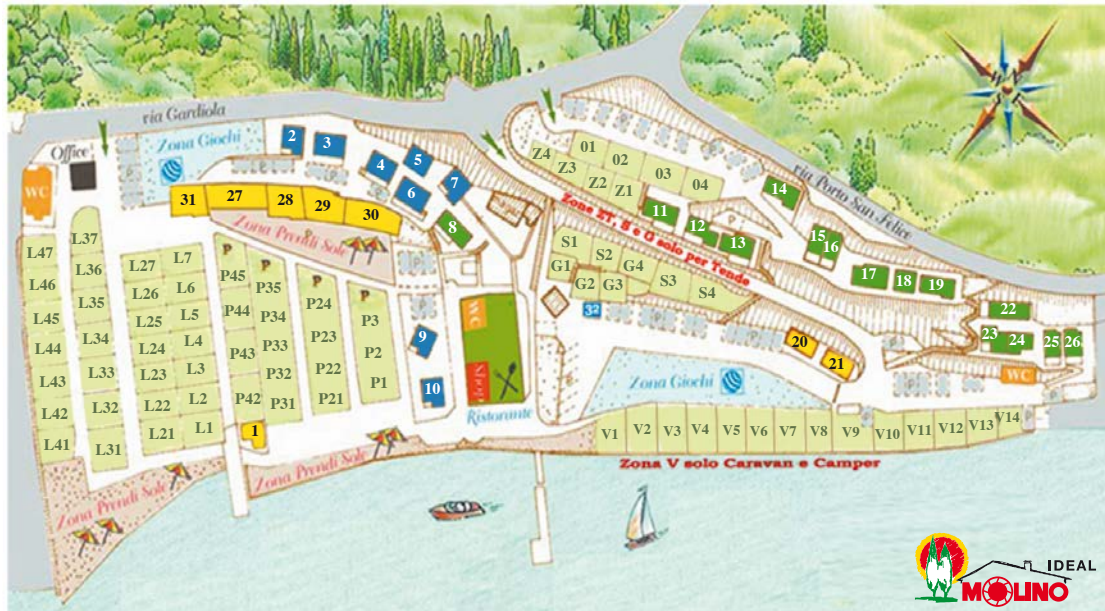 via Gardiola
via Porto San Felice
Office
WC
Zona Giochi
2
3
4
5
6
7
8
31
27
28
29
30
Zona Prendi Sole
Z4
Z3
Z2
Z1
01
02
03
04
11
12
13
14
15
16
17
18
19
22
23
24
25
26
WC
Zone ZT, S e G solo per Tende
S1
S2
S3
S4
G1
G2
G3
G4
32
20
21
L47
L46
L45
L44
L43
L42
L41
L37
L36
L35
L34
L33
L32
L31
L27
L26
L25
L24
L23
L22
L21
L7
L6
L5
L4
L3
L2
L1
P
P45
P44
P43
P42
P
P35
P34
P33
P32
P31
P
P24
P23
P22
P21
P
P3
P2
P1
1
9
10
WC
Shop
Ristorante
Zona Giochi
V1
V2
V3
V4
V5
V6
V7
V8
V9
V10
V11
V12
V13
V14
Zona V solo Caravan e Camper
Zona Prendi Sole
Zona Prendi Sole
IDEAL
MOLINO